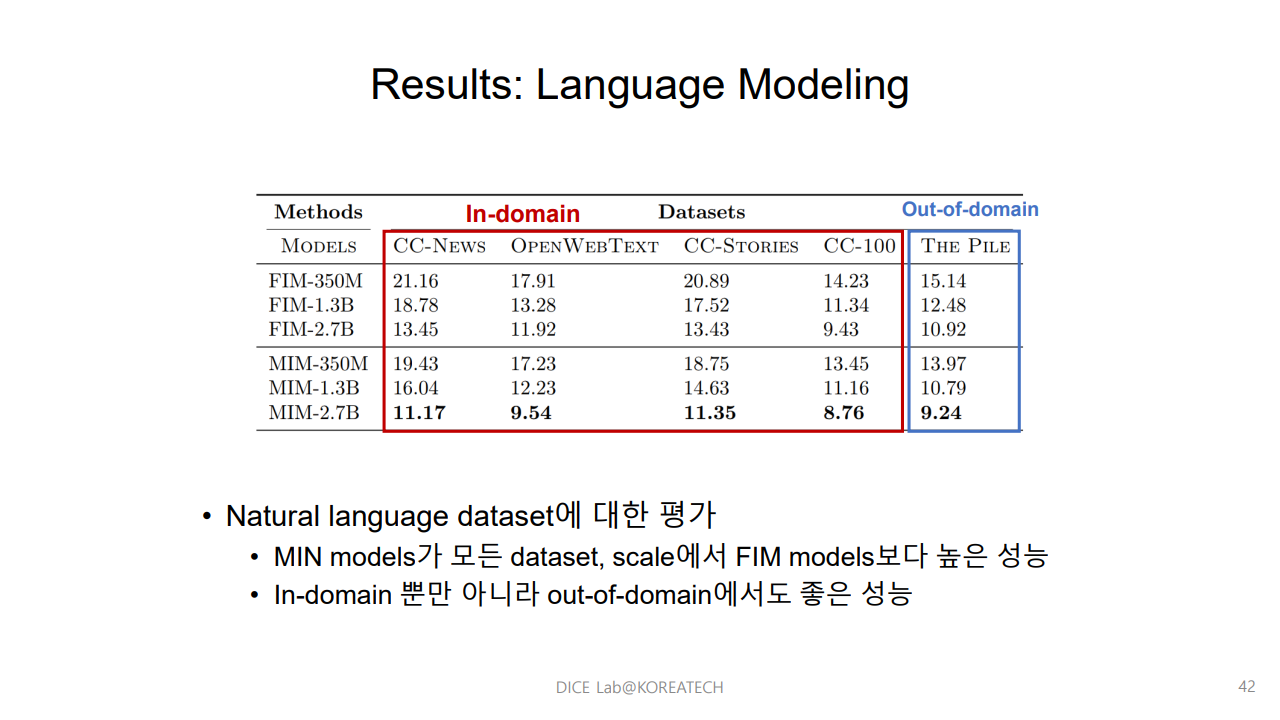 Results: Language Modeling
Methods In-domain Datasets Out-of-domain
MODELS CC-NEWS OPENWEBTEXT CC-STORIES CC-100 THE PILE
FIM-350M 21.16 17.91 20.89 14.23 15.14
FIM-1.3B 18.78 13.28 17.52 11.34 12.48
FIM-2.7B 13.45 11.92 13.43 9.43 10.92
MIM-350M 19.43 17.23 18.75 13.45 13.97
MIM-1.3B 16.04 12.23 14.63 11.16 10.79
MIM-2.7B 11.17 9.54 11.35 8.76 9.24
• Natural language dataset에 대한 평가
• MIN models가 모든 dataset, scale에서 FIM models보다 높은 성능
• In-domain 뿐만 아니라 out-of-domain에서도 좋은 성능
DICE Lab@KOREATECH
42